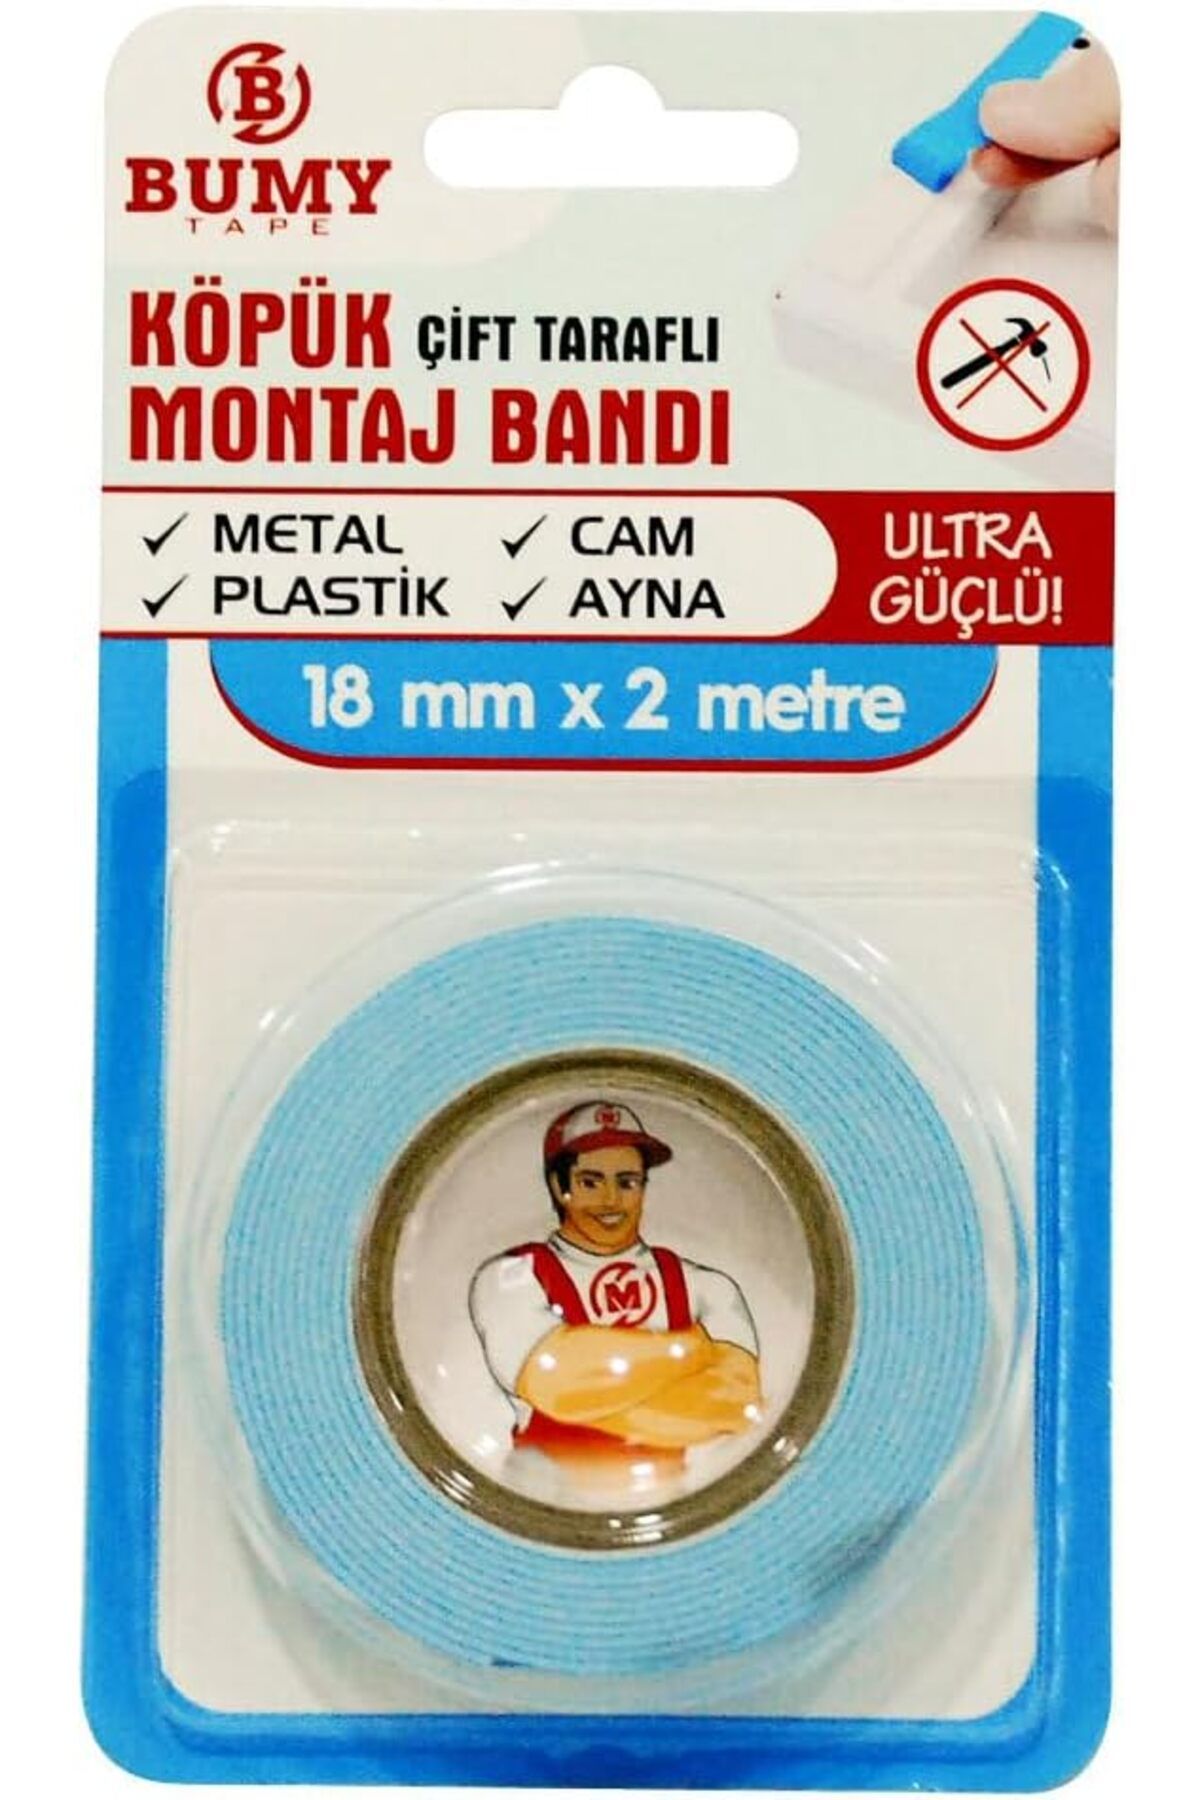 B
BUMY
TAPE
KÖPÜK ÇİFT TARAFLI
MONTAJ BANDI
METAL
CAM
PLASTİK
AYNA
ULTRA
GÜÇLÜ!
18 mm x 2 metre
M
M